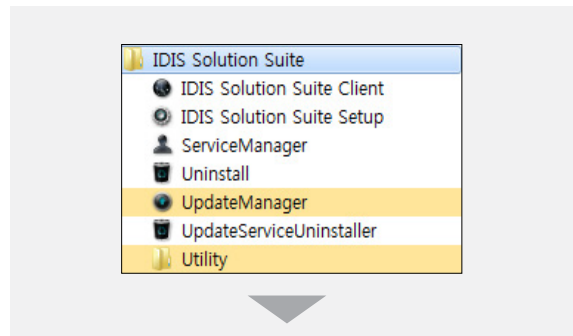 IDIS Solution Suite
IDIS Solution Suite Client
IDIS Solution Suite Setup
ServiceManager
Uninstall
UpdateManager
UpdateServiceUninstaller
Utility